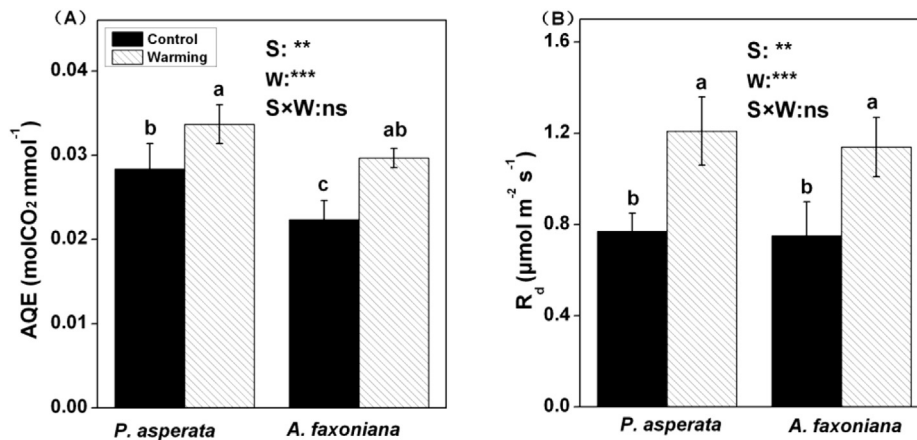 (A)
Control
Warming
S: **
W:***
S×W:ns
a
b
ab
c
0.04
0.03
0.02
0.01
0.00
AQE (molCO₂ mmol⁻¹)
P. asperata
A. faxoniana
(B)
S: **
W:***
S×W:ns
a
a
b
b
1.6
1.2
0.8
0.4
0.0
R_d (μmol m⁻² s⁻¹)
P. asperata
A. faxoniana